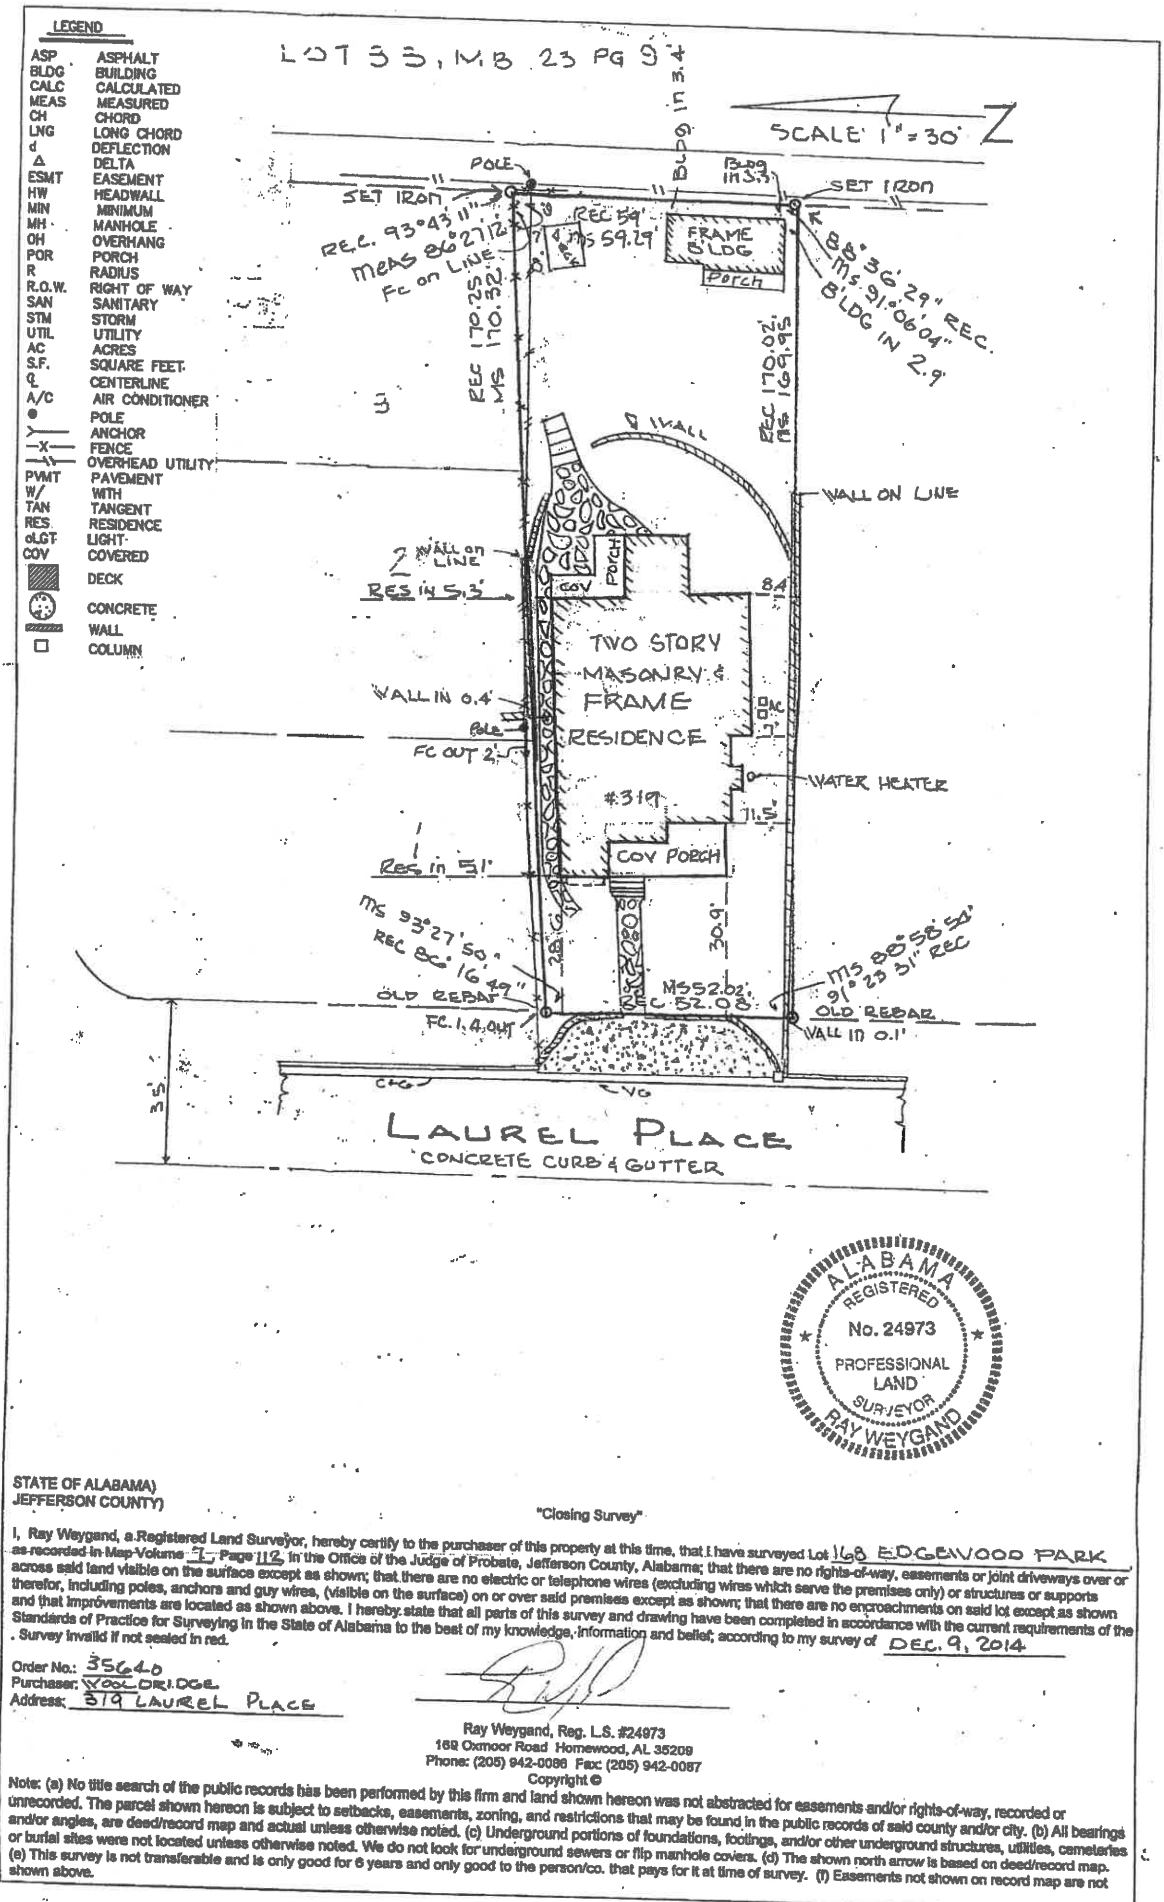 LEGEND
ASP ASPHALT
BLDG BUILDING
CALC CALCULATED
MEAS MEASURED
CH CHORD
LNG LONG CHORD
d DEFLECTION
Δ DELTA
ESMT EASEMENT
HW HEADWALL
MIN MINIMUM
MH MANHOLE
OH OVERHANG
POR PORCH
R RADIUS
R.O.W. RIGHT OF WAY
SAN SANITARY
STM STORM
UTIL UTILITY
AC ACRES
S.F. SQUARE FEET
CENTERLINE
A/C AIR CONDITIONER
POLE
ANCHOR
—X— FENCE
OVERHEAD UTILITY
PVMT PAVEMENT
W/ WITH
TAN TANGENT
RES. RESIDENCE
LGT LIGHT
COV COVERED
DECK
CONCRETE
WALL
COLUMN
LOT 33, M.B. 23 PG 9
BLDG in 3.4
SCALE 1"=30' Z
POLE
BLDG
SET IRON
SET IRON
REC. 93°43'11"
MEAS 86°27'12"
FC on LINE
REC 59'
MS 59.29'
FRAME
BLDG
PORCH
88°36'29" REC.
MS. 91°06'04"
BLDG IN 2.9'
REC 170.25
MS 170.32
REC 170.02'
MS 169.95
WALL
WALL ON LINE
2 WALL on
LINE
RES IN 5.3'
COV PORCH
8.4
TWO STORY
MASONRY &
FRAME
RESIDENCE
#319
WALL IN 0.4'
POLE
FC OUT 2'
AC
WATER HEATER
11.5'
RES in 5.1'
COV PORCH
MS 93°27'50"
REC 86°16'49"
30.9'
MS 88°58'54"
91°23'31" REC
MS 52.02'
REC 52.08
OLD REBAR
FC. 1.4 OUT
OLD REBAR
WALL IN 0.1'
35'
C&G
VG
LAUREL PLACE
CONCRETE CURB & GUTTER
ALABAMA
REGISTERED
No. 24973
PROFESSIONAL
LAND
SURVEYOR
RAY WEYGAND
STATE OF ALABAMA)
JEFFERSON COUNTY)
"Closing Survey"
I, Ray Weygand, a Registered Land Surveyor, hereby certify to the purchaser of this property at this time, that I have surveyed Lot 168 EDGEWOOD PARK
as recorded in Map Volume 7, Page 112, in the Office of the Judge of Probate, Jefferson County, Alabama; that there are no rights-of-way, easements or joint driveways over or
across said land visible on the surface except as shown; that there are no electric or telephone wires (excluding wires which serve the premises only) or structures or supports
therefor, including poles, anchors and guy wires, (visible on the surface) on or over said premises except as shown; that there are no encroachments on said lot except as shown
and that improvements are located as shown above. I hereby state that all parts of this survey and drawing have been completed in accordance with the current requirements of the
Standards of Practice for Surveying in the State of Alabama to the best of my knowledge, information and belief; according to my survey of DEC. 9, 2014
. Survey invalid if not sealed in red.
Order No.: 35640
Purchaser: WOOLDRIDGE
Address: 319 LAUREL PLACE
Ray Weygand, Reg. L.S. #24973
169 Oxmoor Road Homewood, AL 35209
Phone: (205) 942-0086 Fax: (205) 942-0087
Copyright ©
Note: (a) No title search of the public records has been performed by this firm and land shown hereon was not abstracted for easements and/or rights-of-way, recorded or
unrecorded. The parcel shown hereon is subject to setbacks, easements, zoning, and restrictions that may be found in the public records of said county and/or city. (b) All bearings
and/or angles, are deed/record map and actual unless otherwise noted. (c) Underground portions of foundations, footings, and/or other underground structures, utilities, cemeteries
or burial sites were not located unless otherwise noted. We do not look for underground sewers or flip manhole covers. (d) The shown north arrow is based on deed/record map.
(e) This survey is not transferable and is only good for 6 years and only good to the person/co. that pays for it at time of survey. (f) Easements not shown on record map are not
shown above.